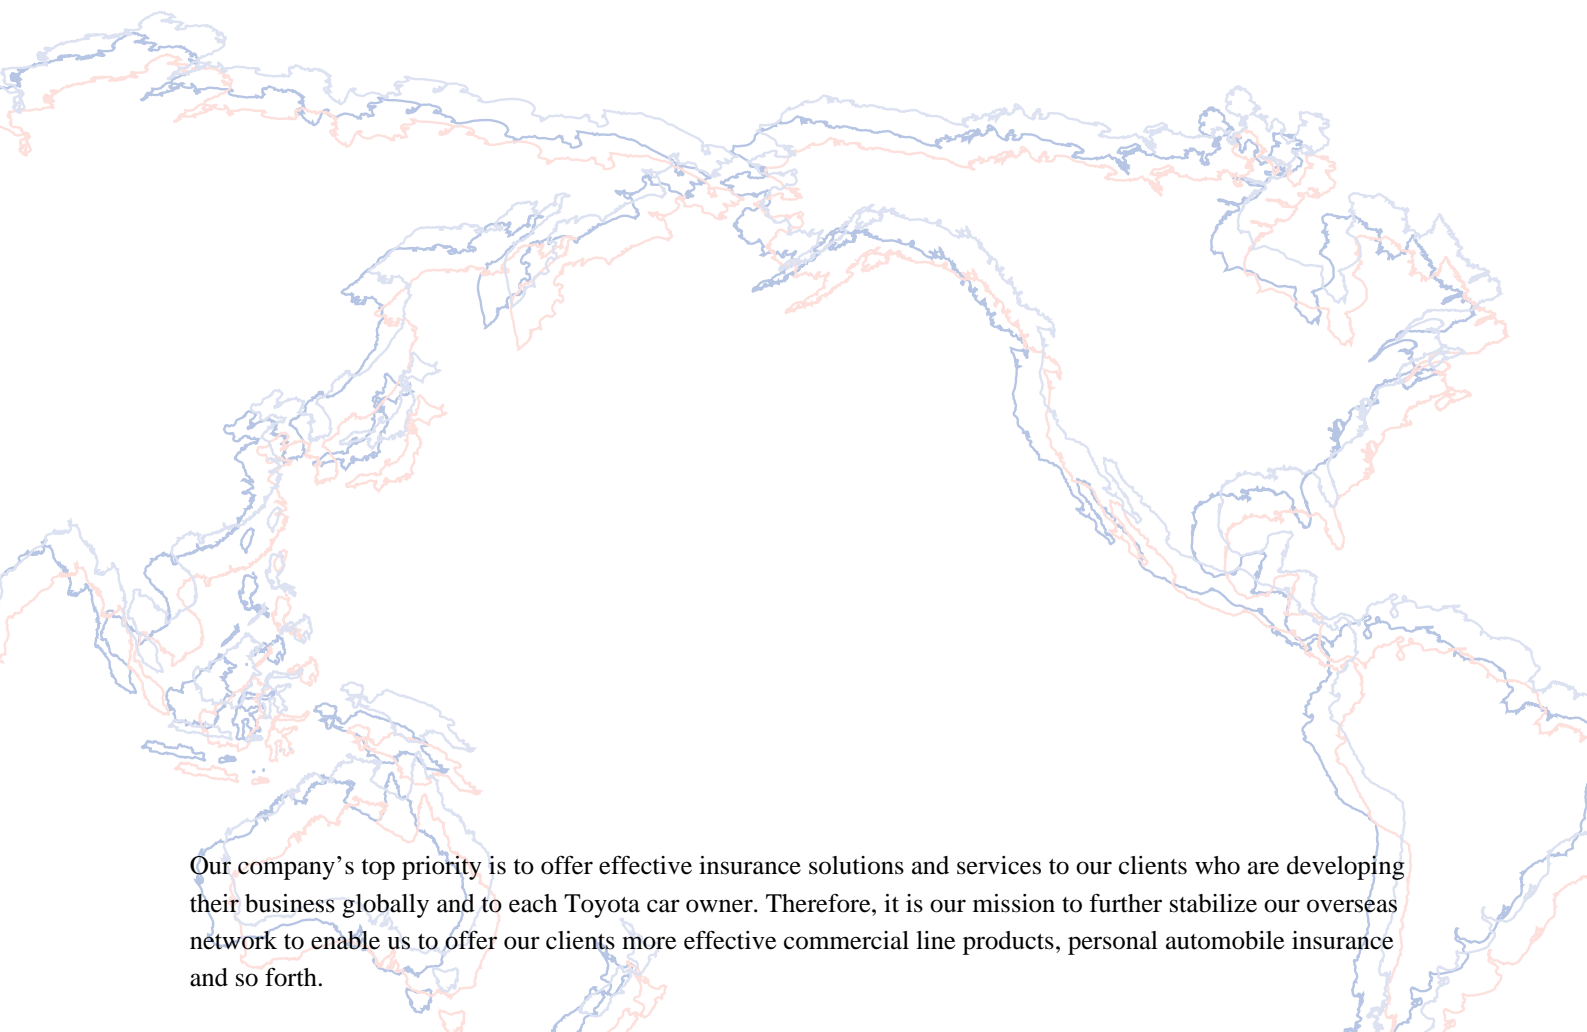 Our company’s top priority is to offer effective insurance solutions and services to our clients who are developing
their business globally and to each Toyota car owner. Therefore, it is our mission to further stabilize our overseas
network to enable us to offer our clients more effective commercial line products, personal automobile insurance
and so forth.